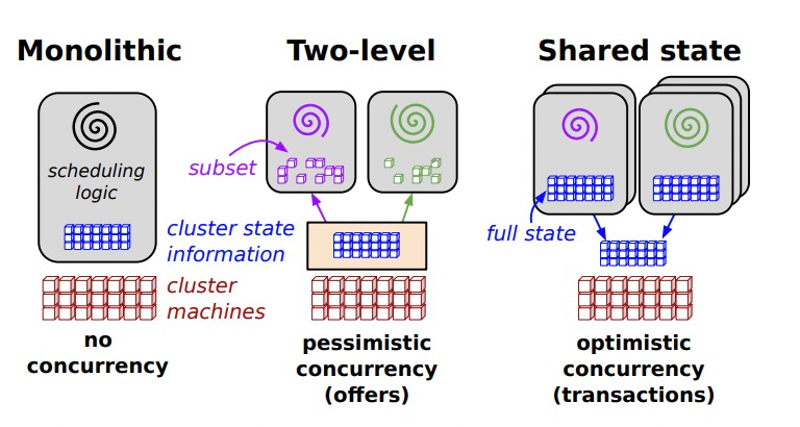 Monolithic
scheduling
logic
cluster state
information
cluster
machines
no
concurrency
Two-level
subset
pessimistic
concurrency
(offers)
Shared state
full state
optimistic
concurrency
(transactions)